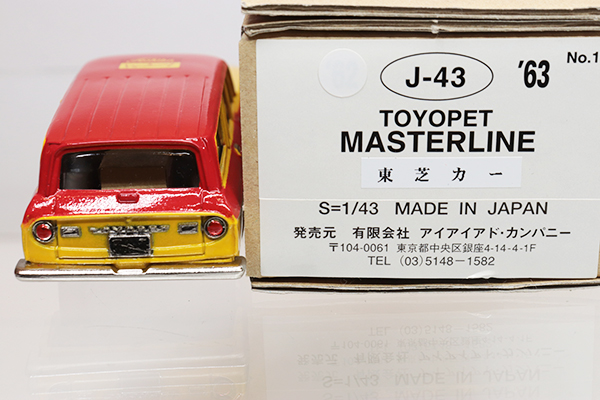 J-43
'63
No.1
TOYOPET
MASTERLINE
東芝カー
S=1/43 MADE IN JAPAN
発売元 有限会社 アイアイアド・カンパニー
〒104-0061 東京都中央区銀座4-14-4-1F
TEL (03)5148-1582